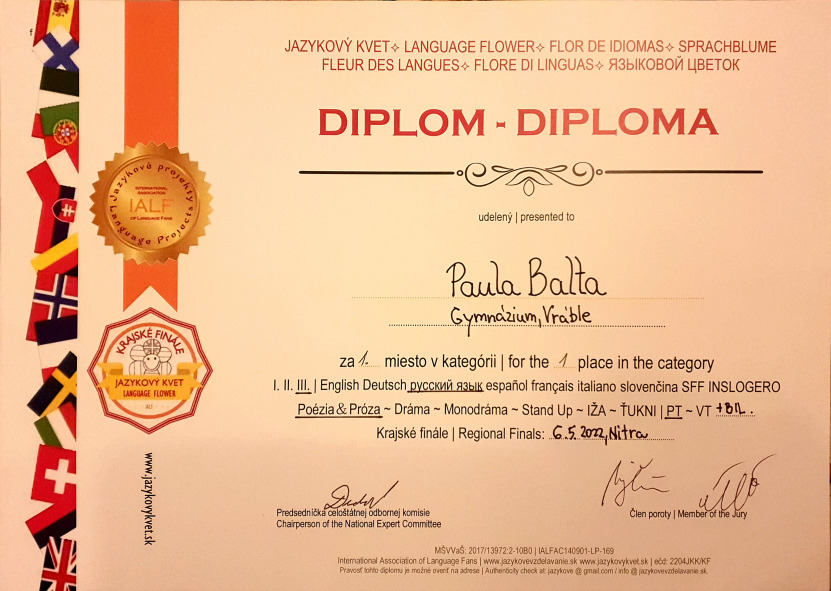 JAZYKOVÝ KVET✧ LANGUAGE FLOWER✧ FLOR DE IDIOMAS✧ SPRACHBLUME
FLEUR DES LANGUES✧ FLORE DI LINGUAS✧ ЯЗЫКОВОЙ ЦВЕТОК
DIPLOM - DIPLOMA
Jazykové projekty
INTERNATIONAL
ASSOCIATION
IALF
OF LANGUAGE FANS
Language Projects
udelený | presented to
Paula Balta
Gymnázium, Vráble
KRAJSKÉ FINÁLE
JAZYKOVÝ KVET
LANGUAGE FLOWER
za 1. miesto v kategórii | for the 1 place in the category
I. II. III. | English Deutsch русский язык español français italiano slovenčina SFF INSLOGERO
Poézia & Próza ~ Dráma ~ Monodráma ~ Stand Up ~ IŽA ~ ŤUKNI | PT ~ VT + BIL.
Krajské finále | Regional Finals: 6.5.2022, Nitra
www.jazykovykvet.sk
Predsedníčka celoštátnej odbornej komisie
Chairperson of the National Expert Committee
Člen poroty | Member of the Jury
MŠVVaŠ: 2017/13972:2-10B0 | IALFAC140901-LP-169
International Association of Language Fans | www.jazykovevzdelavanie.sk www.jazykovykvet.sk | ečd: 2204JKK/KF
Pravosť tohto diplomu je možné overiť na adrese | Authenticity check at: jazykove @ gmail.com / info @ jazykovevzdelavanie.sk.